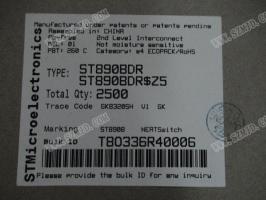 Manufactured under patents or patents pending
Assembled in: CHINA
Pb-free 2nd Level Interconnect
MSL: 01 Not moisture sensitive
PBT: 260 C Category: e4 ECOPACK/RoHS
TYPE: ST890BDR
ST890BDR$Z5
Total Qty: 2500
Trace Code GK83205H V1 GK
Marking ST890B HEATSwitch
Bulk ID T80336R40006
Please provide the bulk ID for any inquiry
STMicroelectronics